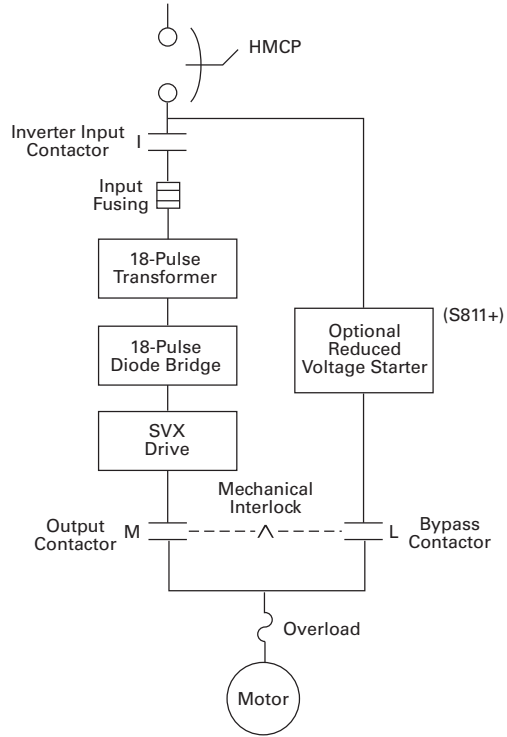 HMCP
Inverter Input
Contactor
I
Input
Fusing
18-Pulse
Transformer
(S811+)
Optional
Reduced
Voltage Starter
18-Pulse
Diode Bridge
SVX
Drive
Mechanical
Interlock
Output
Contactor
M
L
Bypass
Contactor
Overload
Motor